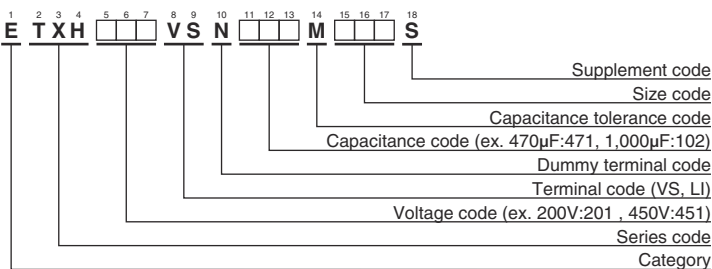 1 2 3 4 5 6 7 8 9 10 11 12 13 14 15 16 17 18
E T X H V S N M S
Supplement code
Size code
Capacitance tolerance code
Capacitance code (ex. 470µF:471, 1,000µF:102)
Dummy terminal code
Terminal code (VS, LI)
Voltage code (ex. 200V:201 , 450V:451)
Series code
Category